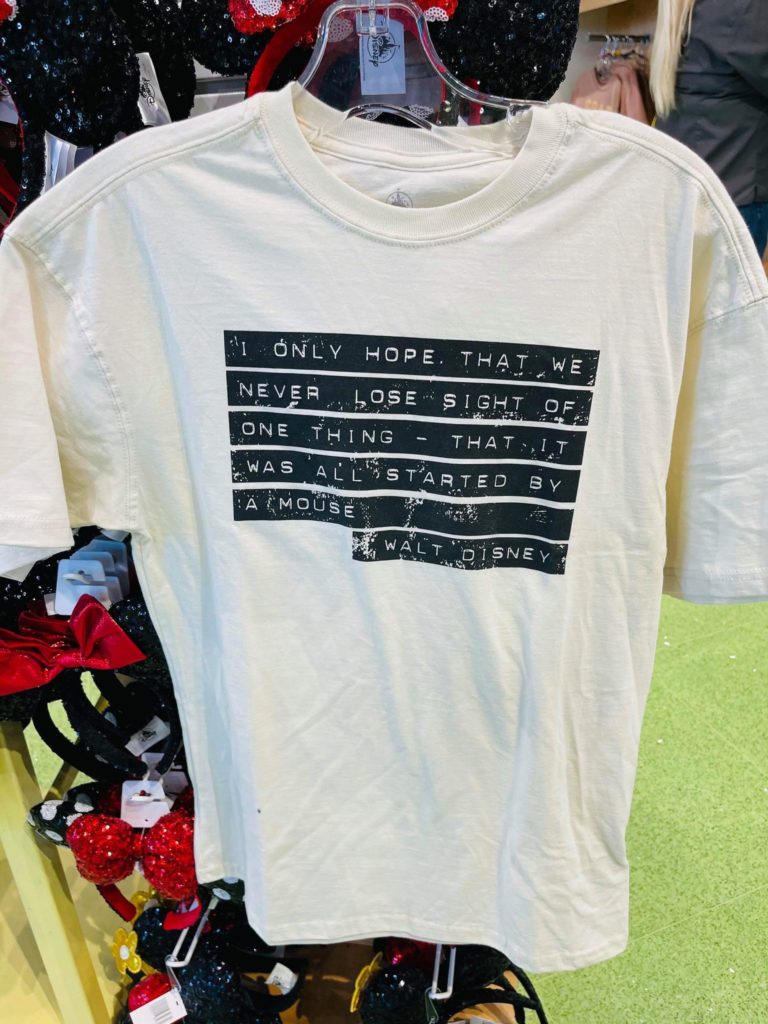 I ONLY HOPE THAT WE
NEVER LOSE SIGHT OF
ONE THING - THAT IT
WAS ALL STARTED BY
A MOUSE
WALT DISNEY